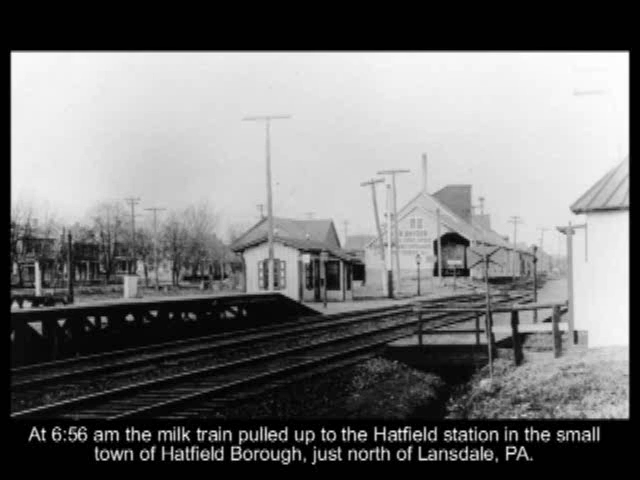 At 6:56 am the milk train pulled up to the Hatfield station in the small
town of Hatfield Borough, just north of Lansdale, PA.